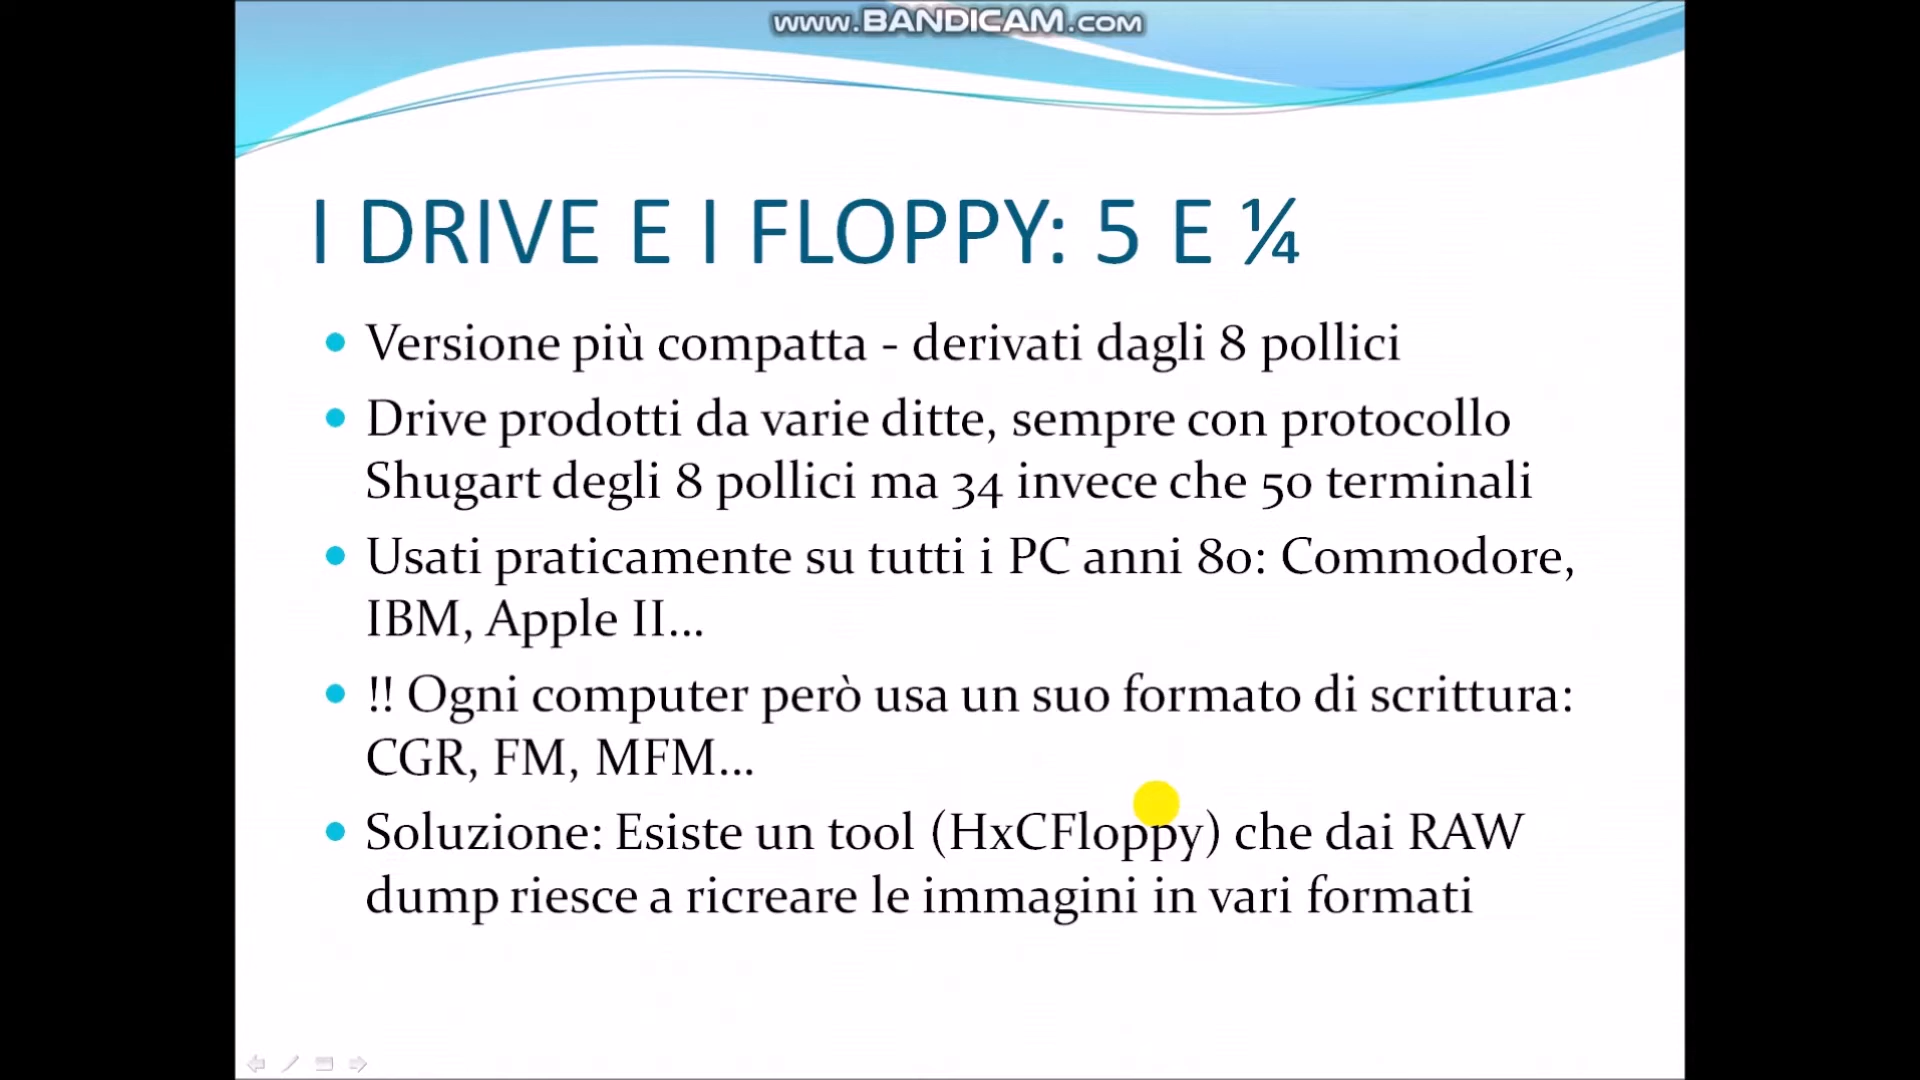 www.BANDICAM.com
I DRIVE E I FLOPPY: 5 E ¼
• Versione più compatta - derivati dagli 8 pollici
• Drive prodotti da varie ditte, sempre con protocollo
Shugart degli 8 pollici ma 34 invece che 50 terminali
• Usati praticamente su tutti i PC anni 80: Commodore,
IBM, Apple II...
• !! Ogni computer però usa un suo formato di scrittura:
CGR, FM, MFM...
• Soluzione: Esiste un tool (HxCFloppy) che dai RAW
dump riesce a ricreare le immagini in vari formati